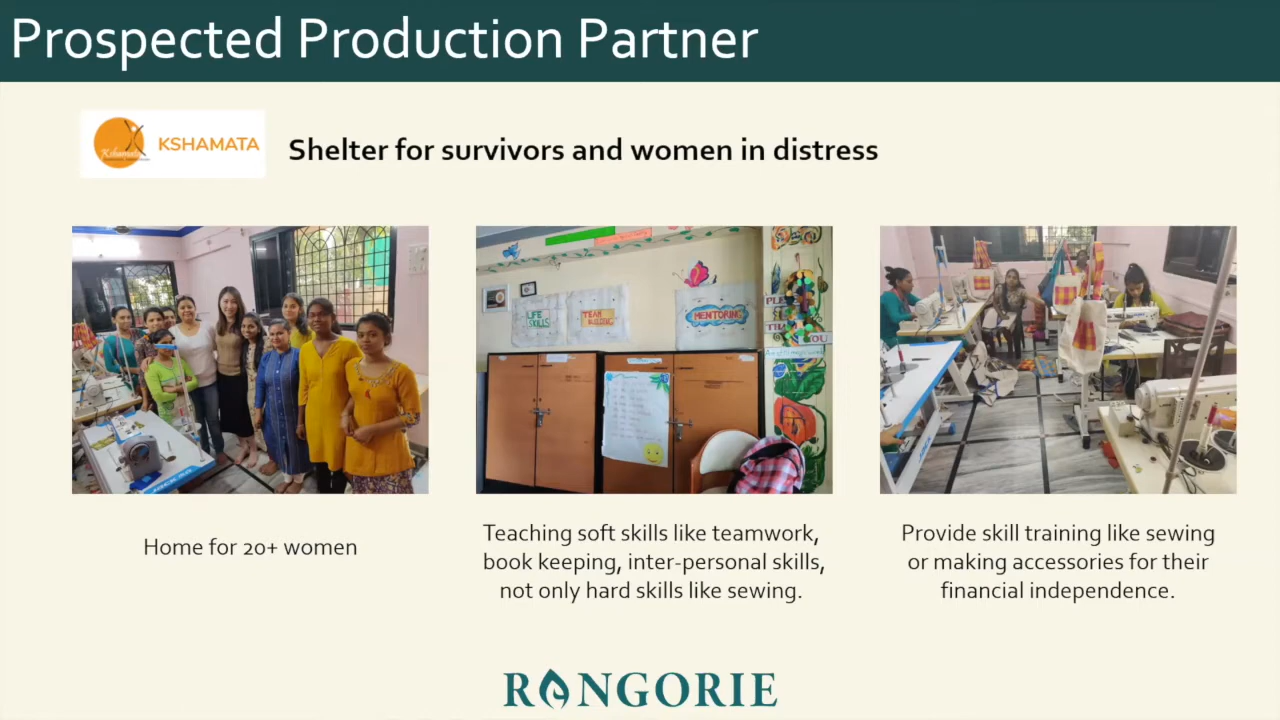 Prospected Production Partner
KSHAMATA
Kshamata
Shelter for survivors and women in distress
LIFE
SKILLS
TEAM
BUILDING
MENTORING
YOU
Home for 20+ women
Teaching soft skills like teamwork,
book keeping, inter-personal skills,
not only hard skills like sewing.
Provide skill training like sewing
or making accessories for their
financial independence.
RANGORIE